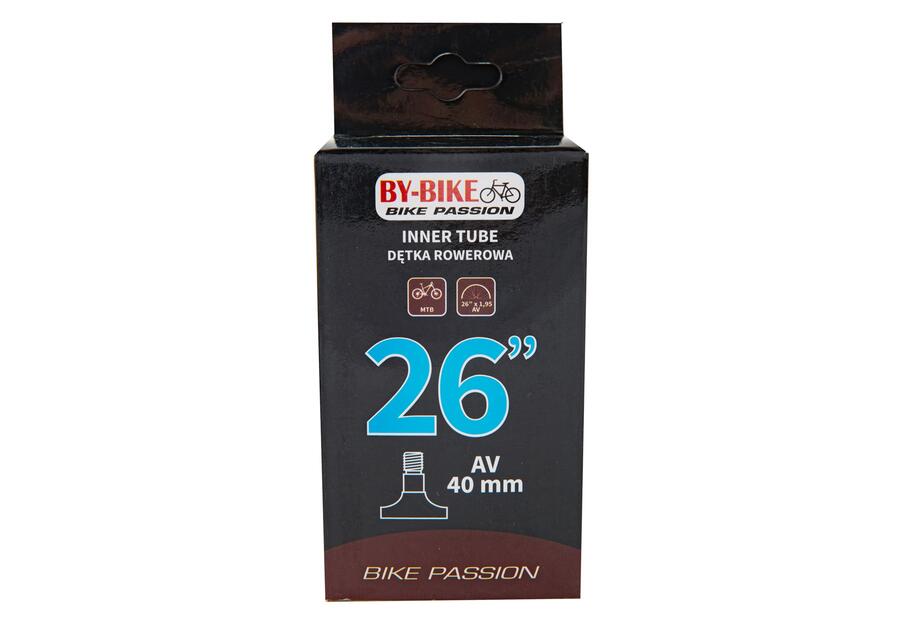 BY-BIKE
BIKE PASSION
INNER TUBE
DĘTKA ROWEROWA
MTB
26" x 1,95
AV
26”
AV
40 mm
BIKE PASSION